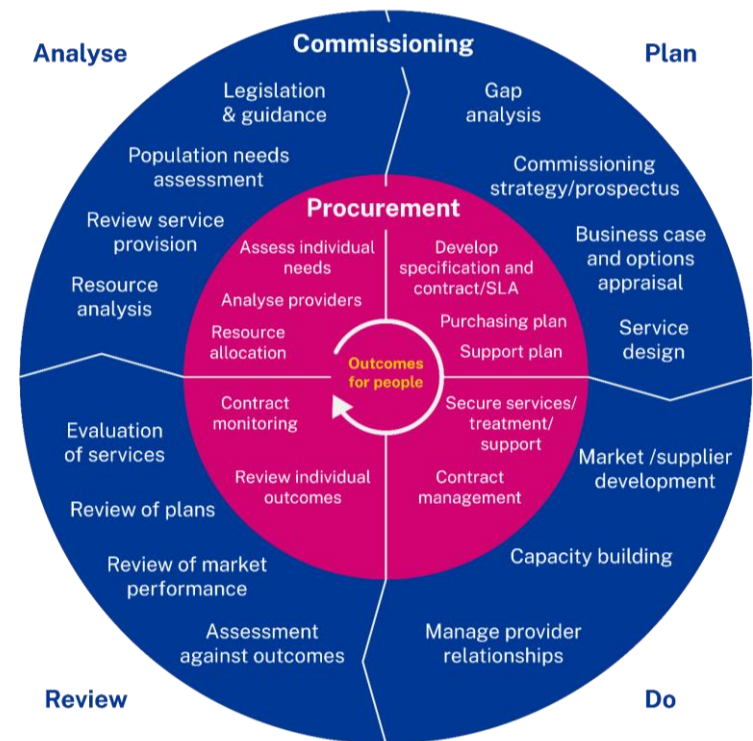 Analyse
Commissioning
Plan
Legislation
& guidance
Population needs
assessment
Review service
provision
Resource
analysis
Gap
analysis
Commissioning
strategy/prospectus
Business case
and options
appraisal
Service
design
Procurement
Assess individual
needs
Analyse providers
Resource
allocation
Develop
specification and
contract/SLA
Purchasing plan
Support plan
Outcomes
for people
Contract
monitoring
Review individual
outcomes
Secure services/
treatment/
support
Contract
management
Evaluation
of services
Review of plans
Review of market
performance
Assessment
against outcomes
Market /supplier
development
Capacity building
Manage provider
relationships
Review
Do